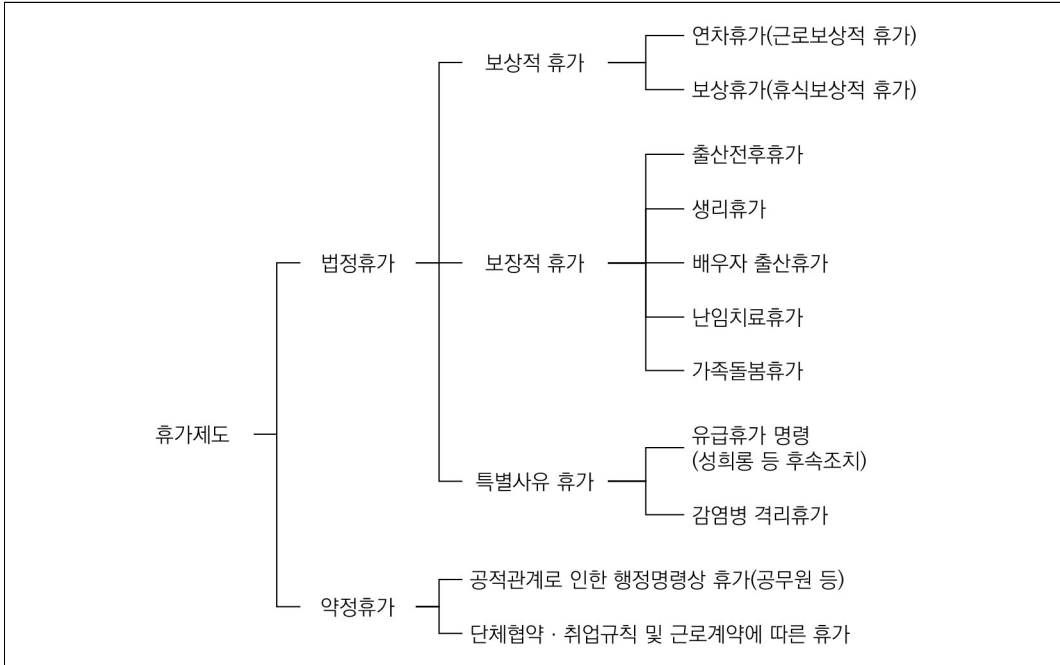 휴가제도
법정휴가
보상적 휴가
연차휴가(근로보상적 휴가)
보상휴가(휴식보상적 휴가)
보장적 휴가
출산전후휴가
생리휴가
배우자 출산휴가
난임치료휴가
가족돌봄휴가
특별사유 휴가
유급휴가 명령
(성희롱 등 후속조치)
감염병 격리휴가
약정휴가
공적관계로 인한 행정명령상 휴가(공무원 등)
단체협약 · 취업규칙 및 근로계약에 따른 휴가